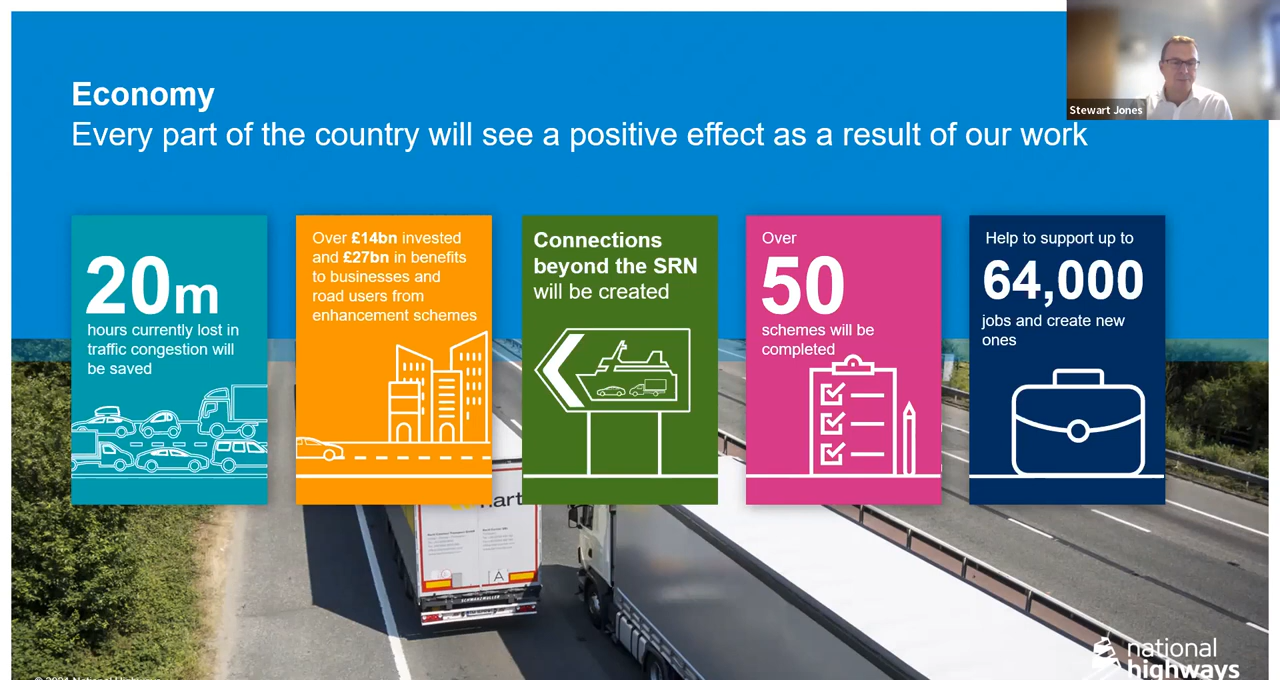 Economy
Every part of the country will see a positive effect as a result of our work
Stewart Jones
20m
hours currently lost in
traffic congestion will
be saved
Over £14bn invested
and £27bn in benefits
to businesses and
road users from
enhancement schemes
Connections
beyond the SRN
will be created
Over
50
schemes will be
completed
Help to support up to
64,000
jobs and create new
ones
A
SCHWARZMÜLLER
national
highways